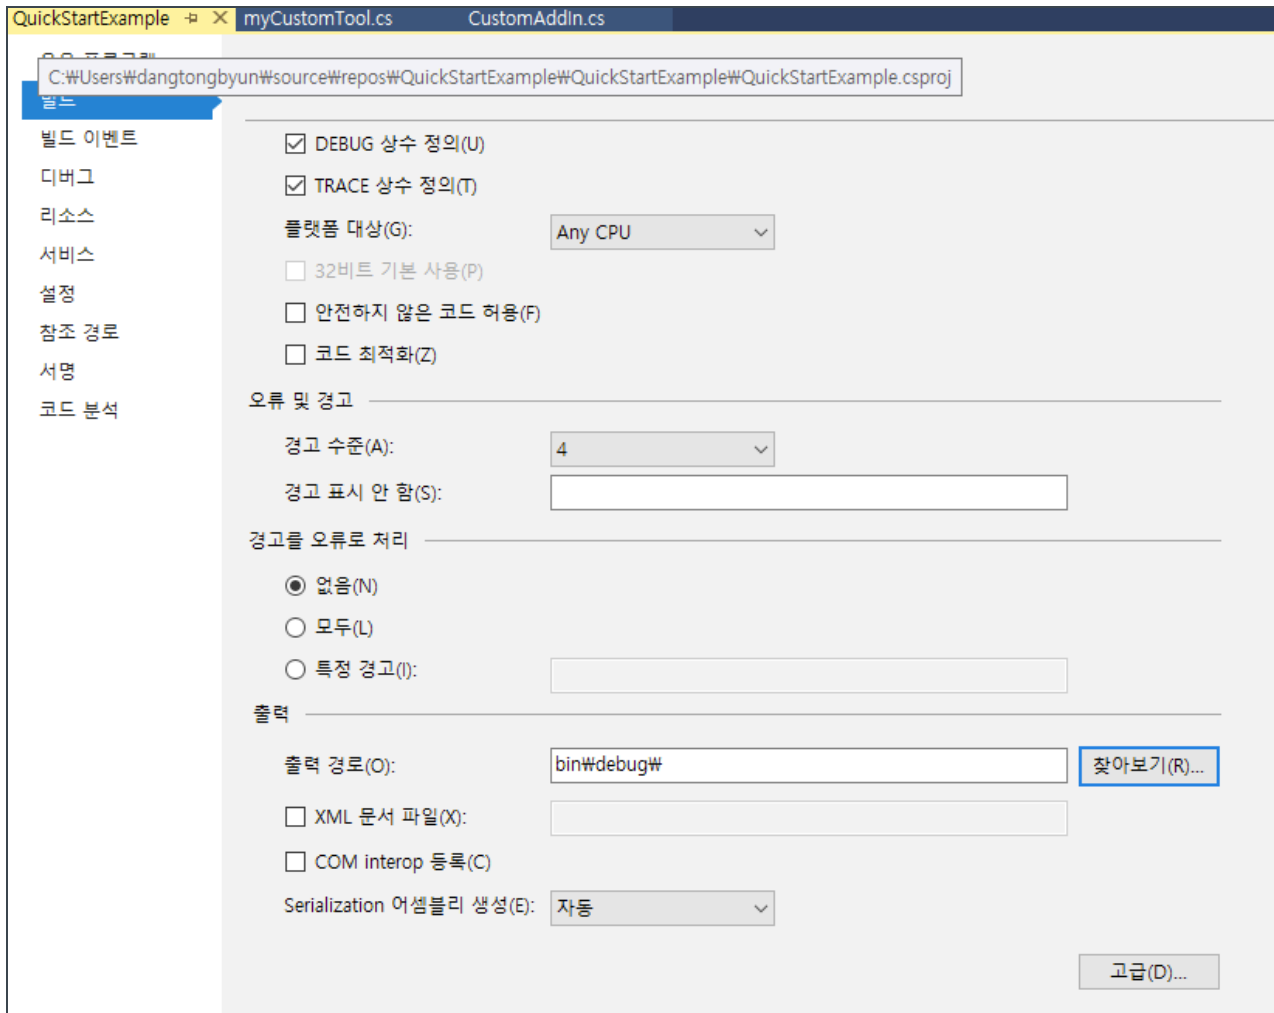 QuickStartExample
myCustomTool.cs
CustomAddIn.cs
C:₩Users₩dangtongbyun₩source₩repos₩QuickStartExample₩QuickStartExample₩QuickStartExample.csproj
빌드
빌드 이벤트
디버그
리소스
서비스
설정
참조 경로
서명
코드 분석
DEBUG 상수 정의(U)
TRACE 상수 정의(T)
플랫폼 대상(G):
Any CPU
32비트 기본 사용(P)
안전하지 않은 코드 허용(F)
코드 최적화(Z)
오류 및 경고
경고 수준(A):
4
경고 표시 안 함(S):
경고를 오류로 처리
없음(N)
모두(L)
특정 경고(I):
출력
출력 경로(O):
bin₩debug₩
찾아보기(R)...
XML 문서 파일(X):
COM interop 등록(C)
Serialization 어셈블리 생성(E):
자동
고급(D)...